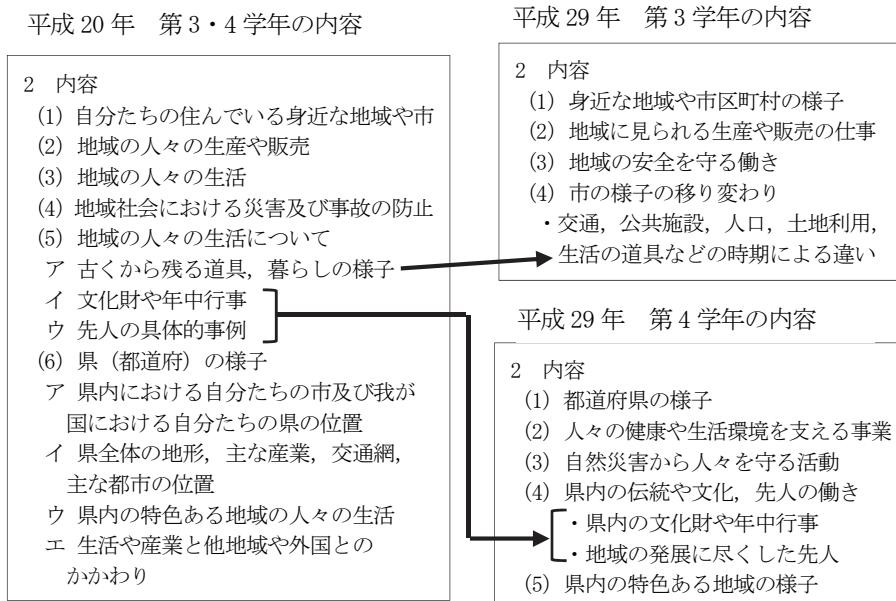 平成20年 第3・4学年の内容
2 内容
(1) 自分たちの住んでいる身近な地域や市
(2) 地域の人々の生産や販売
(3) 地域の人々の生活
(4) 地域社会における災害及び事故の防止
(5) 地域の人々の生活について
ア 古くから残る道具，暮らしの様子
イ 文化財や年中行事
ウ 先人の具体的事例
(6) 県（都道府）の様子
ア 県内における自分たちの市及び我が
国における自分たちの県の位置
イ 県全体の地形，主な産業，交通網，
主な都市の位置
ウ 県内の特色ある地域の人々の生活
エ 生活や産業と他地域や外国との
かかわり
平成29年 第3学年の内容
2 内容
(1) 身近な地域や市区町村の様子
(2) 地域に見られる生産や販売の仕事
(3) 地域の安全を守る働き
(4) 市の様子の移り変わり
・交通，公共施設，人口，土地利用，
生活の道具などの時期による違い
平成29年 第4学年の内容
2 内容
(1) 都道府県の様子
(2) 人々の健康や生活環境を支える事業
(3) 自然災害から人々を守る活動
(4) 県内の伝統や文化，先人の働き
・県内の文化財や年中行事
・地域の発展に尽くした先人
(5) 県内の特色ある地域の様子